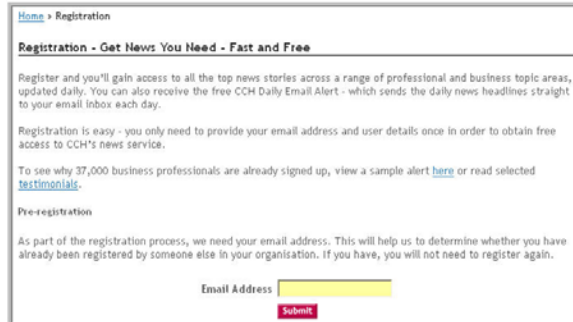 Home » Registration
Registration - Get News You Need - Fast and Free
Register and you'll gain access to all the top news stories across a range of professional and business topic areas,
updated daily. You can also receive the free CCH Daily Email Alert - which sends the daily news headlines straight
to your email inbox each day.
Registration is easy - you only need to provide your email address and user details once in order to obtain free
access to CCH's news service.
To see why 37,000 business professionals are already signed up, view a sample alert here or read selected
testimonials.
Pre-registration
As part of the registration process, we need your email address. This will help us to determine whether you have
already been registered by someone else in your organisation. If you have, you will not need to register again.
Email Address
Submit